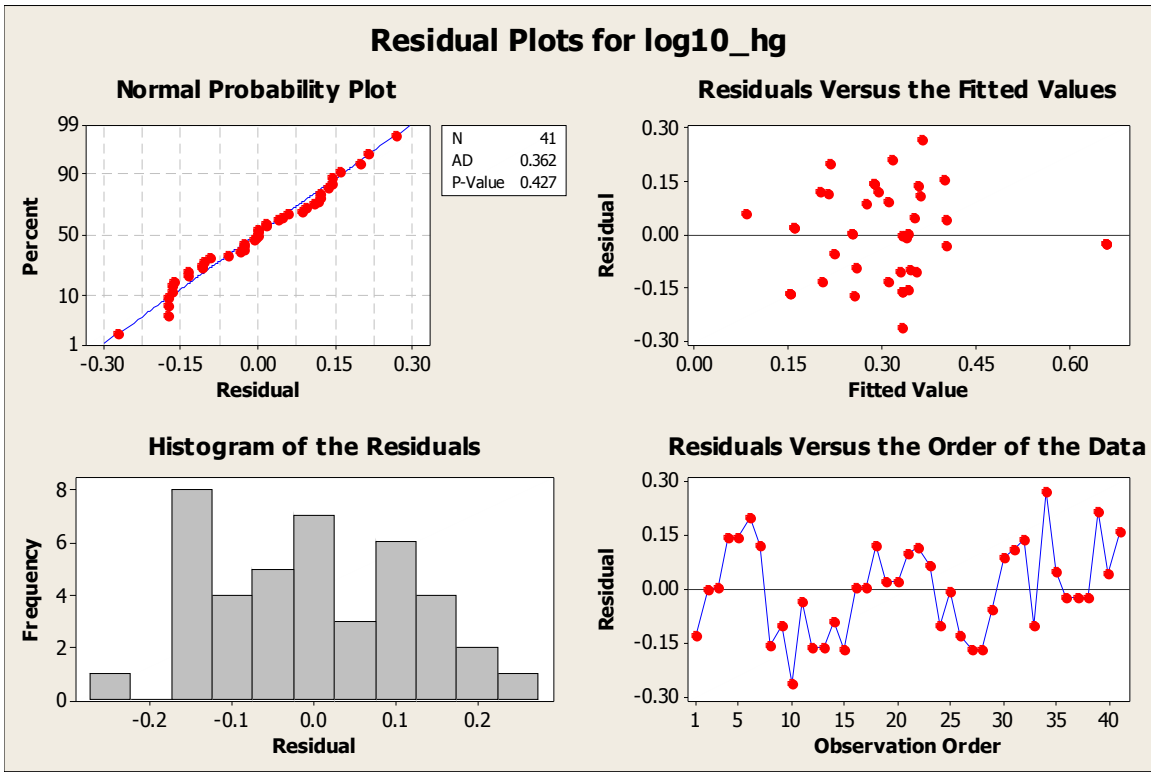 Residual Plots for log10_hg
Normal Probability Plot
99
90
50
10
1
Percent
-0.30 -0.15 0.00 0.15 0.30
Residual
N 41
AD 0.362
P-Value 0.427
Residuals Versus the Fitted Values
0.30
0.15
0.00
-0.15
-0.30
Residual
0.00 0.15 0.30 0.45 0.60
Fitted Value
Histogram of the Residuals
8
6
4
2
0
Frequency
-0.2 -0.1 0.0 0.1 0.2
Residual
Residuals Versus the Order of the Data
0.30
0.15
0.00
-0.15
-0.30
Residual
1 5 10 15 20 25 30 35 40
Observation Order